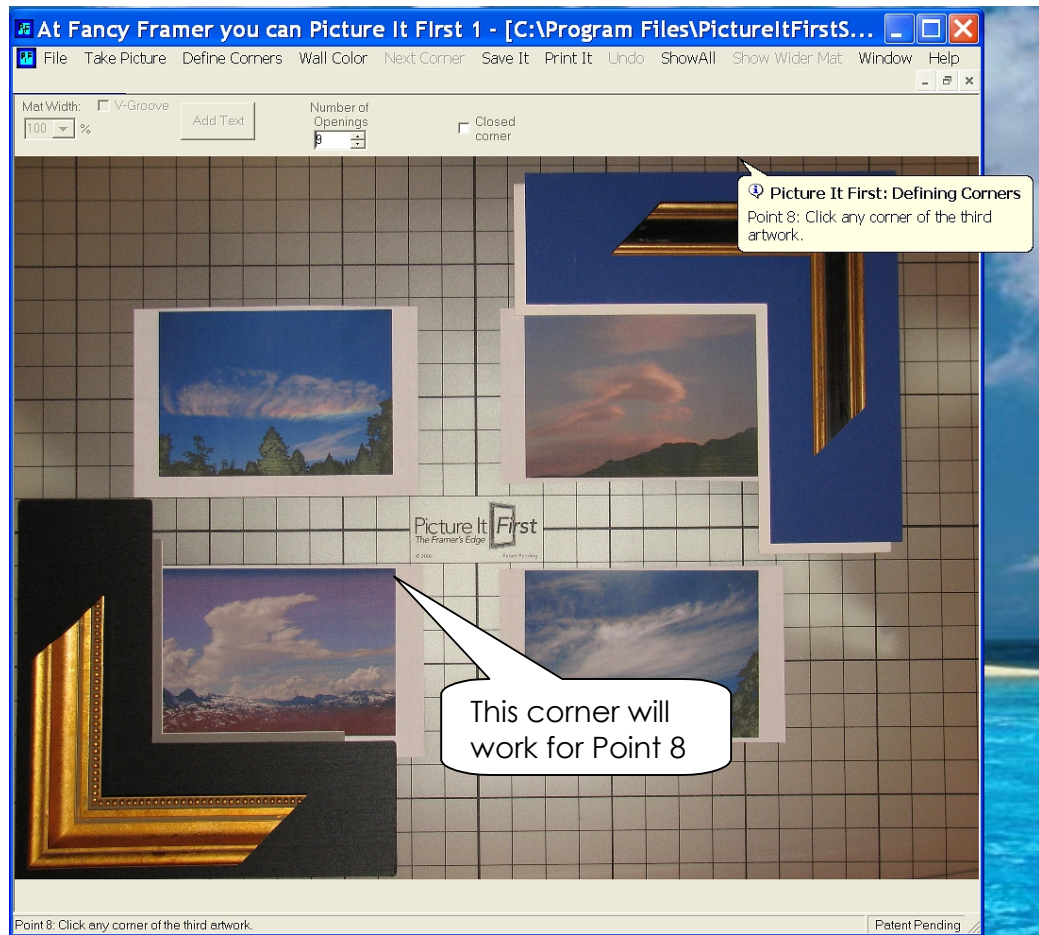 At Fancy Framer you can Picture It FIrst 1 - [C:\Program Files\PictureItFirstS...
File Take Picture Define Corners Wall Color Next Corner Save It Print It Undo ShowAll Show Wider Mat Window Help
Mat Width: V-Groove
100 %
Add Text
Number of
Openings
Closed
corner
Picture It First: Defining Corners
Point 8: Click any corner of the third
artwork.
Picture It First
The Framer's Edge
Patent Pending
This corner will
work for Point 8
Point 8: Click any corner of the third artwork.
Patent Pending